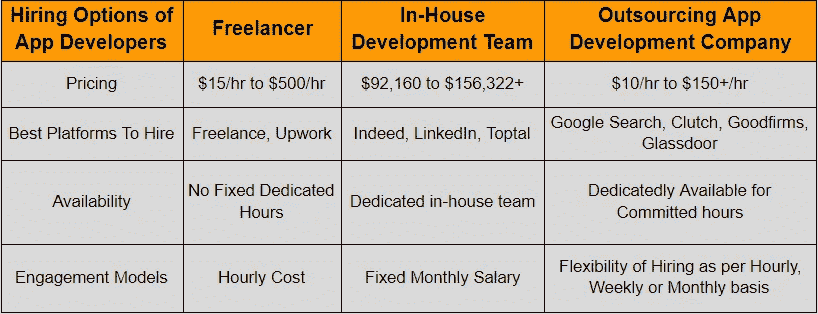 Hiring Options of
App Developers
Freelancer
In-House
Development Team
Outsourcing App
Development Company
Pricing
$15/hr to $500/hr
$92,160 to $156,322+
$10/hr to $150+/hr
Best Platforms To Hire
Freelance, Upwork
Indeed, LinkedIn, Toptal
Google Search, Clutch, Goodfirms,
Glassdoor
Availability
No Fixed Dedicated
Hours
Dedicated in-house team
Dedicatedly Available for
Committed hours
Engagement Models
Hourly Cost
Fixed Monthly Salary
Flexibility of Hiring as per Hourly,
Weekly or Monthly basis